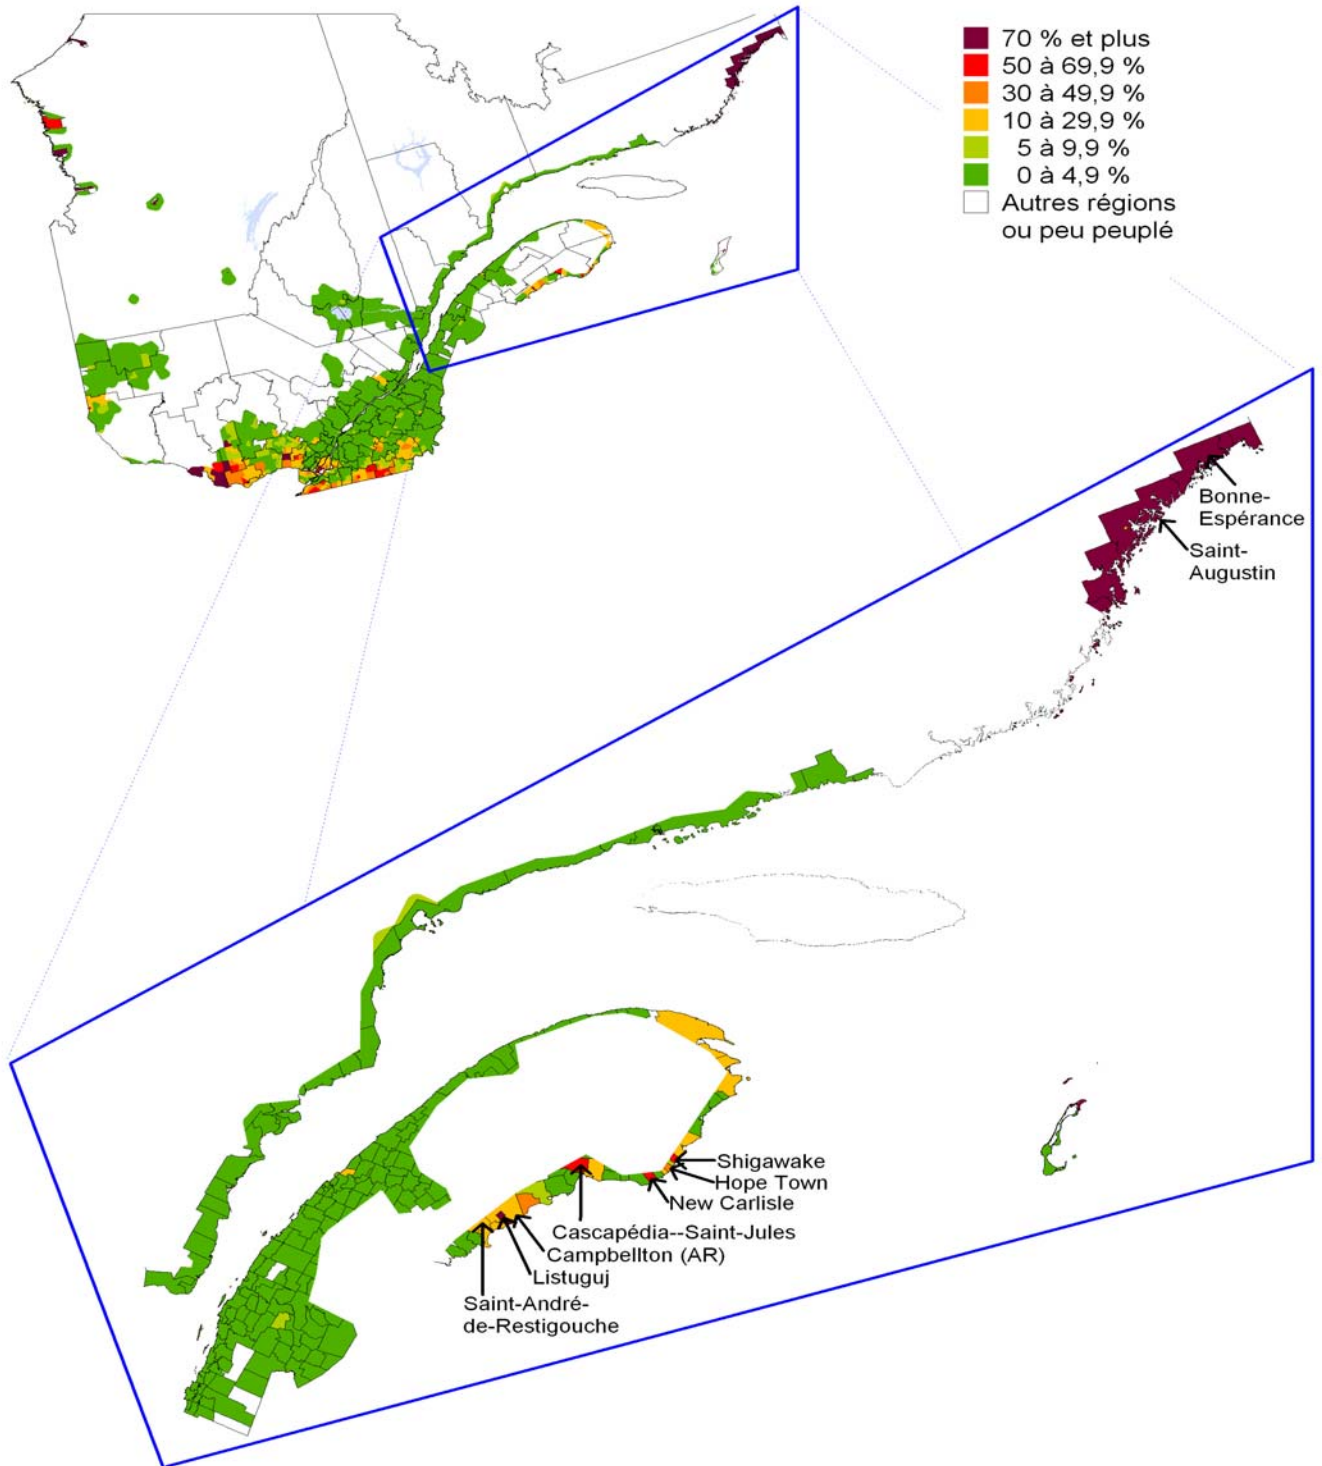 70 % et plus
50 à 69,9 %
30 à 49,9 %
10 à 29,9 %
5 à 9,9 %
0 à 4,9 %
Autres régions
ou peu peuplé
Bonne-
Espérance
Saint-
Augustin
Shigawake
Hope Town
New Carlisle
Cascapédia--Saint-Jules
Campbellton (AR)
Listuguj
Saint-André-
de-Restigouche